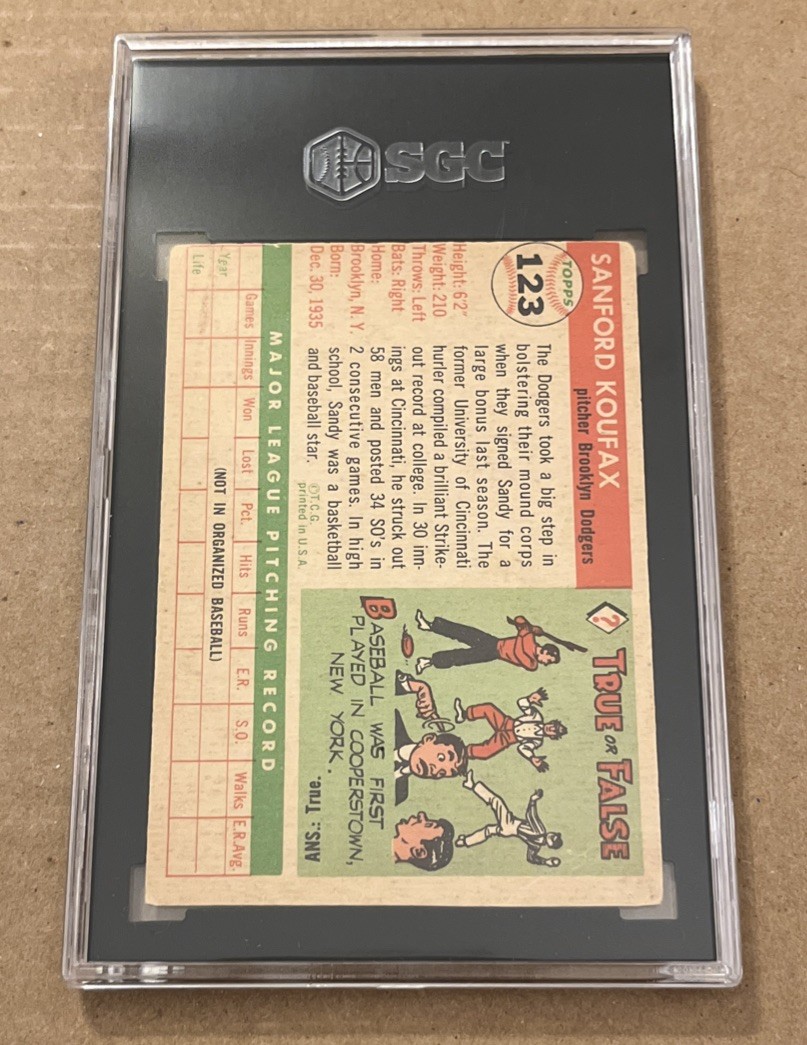 SGC
SANFORD KOUFAX
pitcher Brooklyn Dodgers
TOPPS
123
Height: 6'2"
Weight: 210
Throws: Left
Bats: Right
Home:
Brooklyn, N. Y.
Born:
Dec. 30, 1935
The Dodgers took a big step in
bolstering their mound corps
when they signed Sandy for a
large bonus last season. The
former University of Cincinnati
hurler compiled a brilliant Strike-
out record at college. In 30 inn-
ings at Cincinnati, he struck out
58 men and posted 34 SO's in
2 consecutive games. In high
school, Sandy was a basketball
and baseball star.
©T.C.G.
printed in U.S.A.
? TRUE OR FALSE
BASEBALL WAS FIRST
PLAYED IN COOPERSTOWN,
NEW YORK.
ANS.: True.
MAJOR LEAGUE PITCHING RECORD
Games Innings Won Lost Pct. Hits Runs E.R. S.O. Walks E.R.Avg.
Year
(NOT IN ORGANIZED BASEBALL)
Life